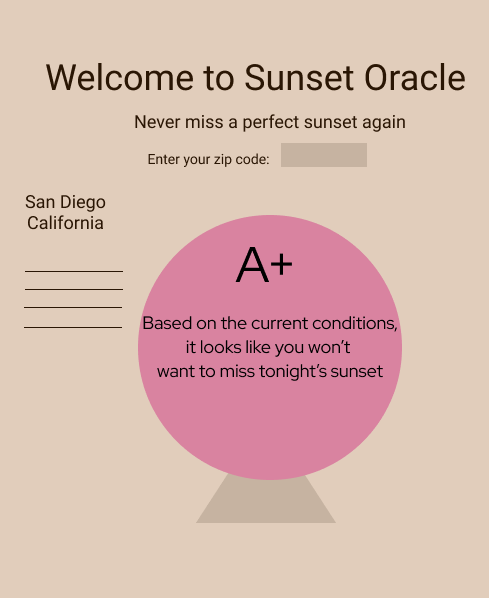 Welcome to Sunset Oracle
Never miss a perfect sunset again
Enter your zip code:
San Diego
California
A+
Based on the current conditions,
it looks like you won't
want to miss tonight's sunset